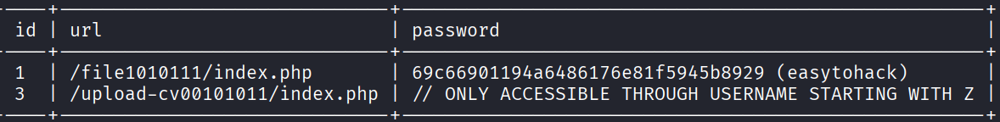 id | url | password
1 | /file1010111/index.php | 69c66901194a6486176e81f5945b8929 (easytohack)
3 | /upload-cv00101011/index.php | // ONLY ACCESSIBLE THROUGH USERNAME STARTING WITH Z |